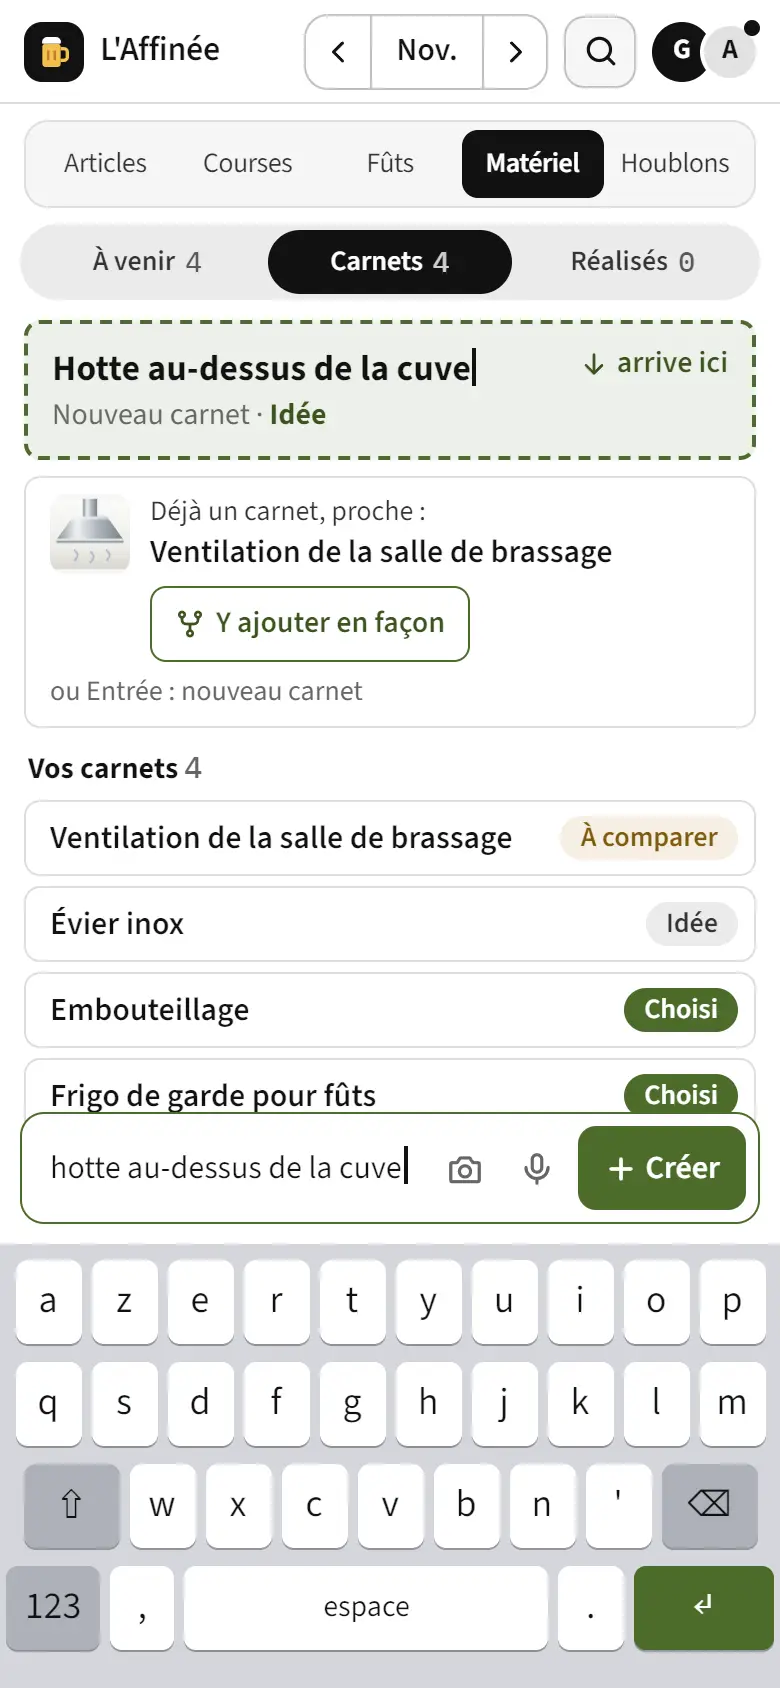 L'Affinée
Nov.
G
A
Articles Courses Fûts Matériel Houblons
À venir 4 Carnets 4 Réalisés 0
Hotte au-dessus de la cuve
↓ arrive ici
Nouveau carnet · Idée
Déjà un carnet, proche :
Ventilation de la salle de brassage
Y ajouter en façon
ou Entrée : nouveau carnet
Vos carnets 4
Ventilation de la salle de brassage À comparer
Évier inox Idée
Embouteillage Choisi
Frigo de garde pour fûts Choisi
hotte au-dessus de la cuve
+ Créer
a z e r t y u i o p
q s d f g h j k l m
⇧ w x c v b n ' ⌫
123 , espace . ↵